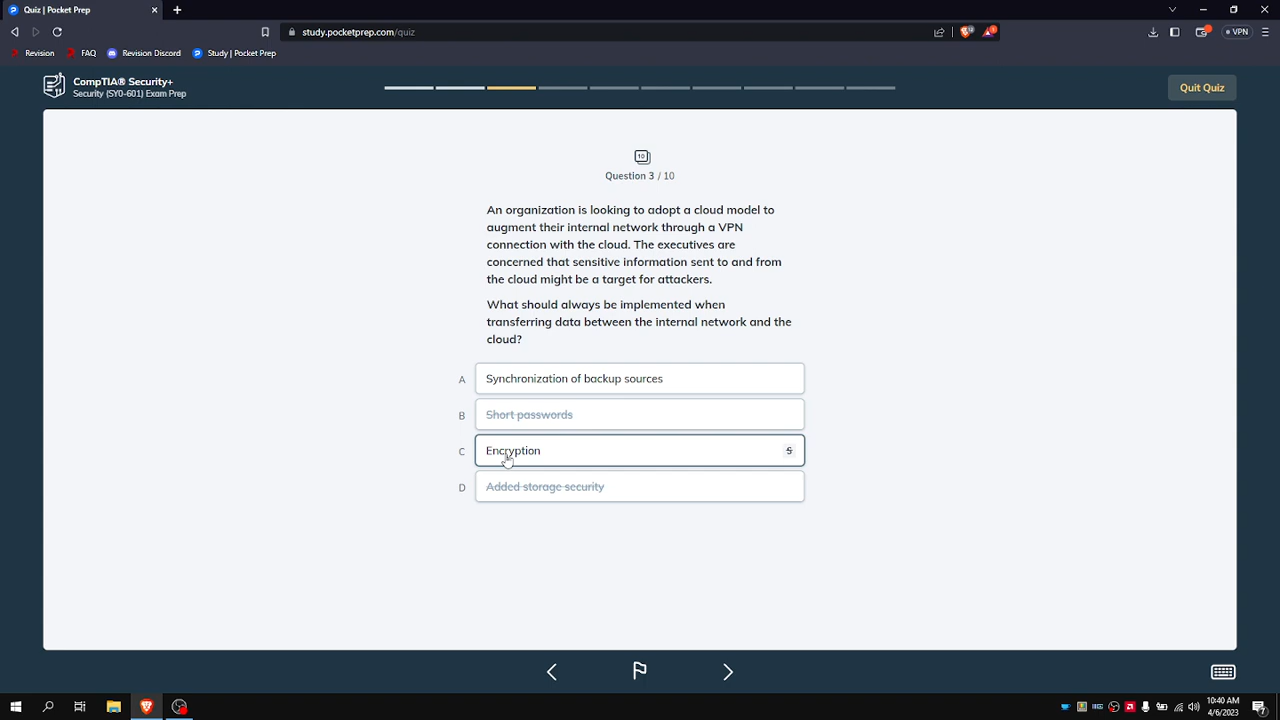 Quiz | Pocket Prep
study.pocketprep.com/quiz
VPN
Revision
FAQ
Revision Discord
Study | Pocket Prep
CompTIA® Security+
Security (SY0-601) Exam Prep
Quit Quiz
10
Question 3 / 10
An organization is looking to adopt a cloud model to
augment their internal network through a VPN
connection with the cloud. The executives are
concerned that sensitive information sent to and from
the cloud might be a target for attackers.
What should always be implemented when
transferring data between the internal network and the
cloud?
A Synchronization of backup sources
B Short passwords
C Encryption S
D Added storage security
10:40 AM
4/6/2023